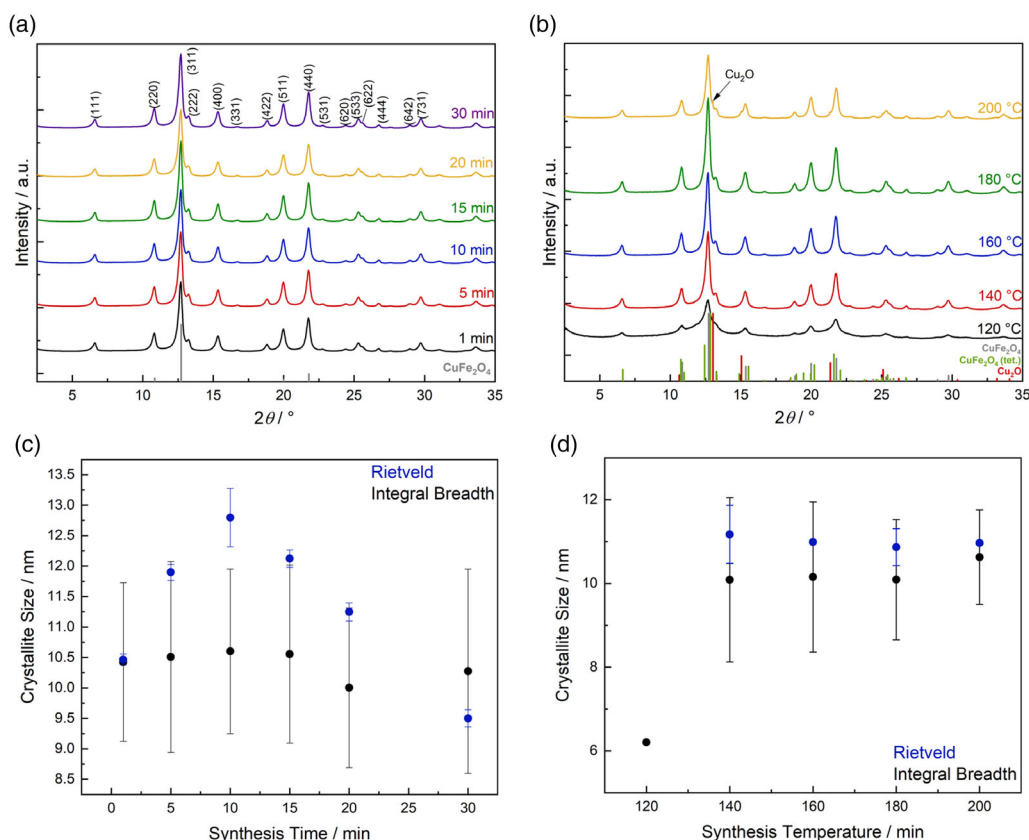 (a)
Intensity / a.u.
(111)
(220)
(311)
(222)
(400)
(331)
(422)
(511)
(440)
(531)
(620)
(533)
(622)
(444)
(642)
(731)
30 min
20 min
15 min
10 min
5 min
1 min
CuFe₂O₄
5 10 15 20 25 30 35
2θ / °
(b)
Intensity / a.u.
Cu₂O
200 °C
180 °C
160 °C
140 °C
120 °C
CuFe₂O₄
CuFe₂O₄ (tet.)
Cu₂O
5 10 15 20 25 30 35
2θ / °
(c)
Crystallite Size / nm
13.5
13.0
12.5
12.0
11.5
11.0
10.5
10.0
9.5
9.0
8.5
Rietveld
Integral Breadth
0 5 10 15 20 25 30
Synthesis Time / min
(d)
Crystallite Size / nm
12
10
8
6
Rietveld
Integral Breadth
120 140 160 180 200
Synthesis Temperature / min